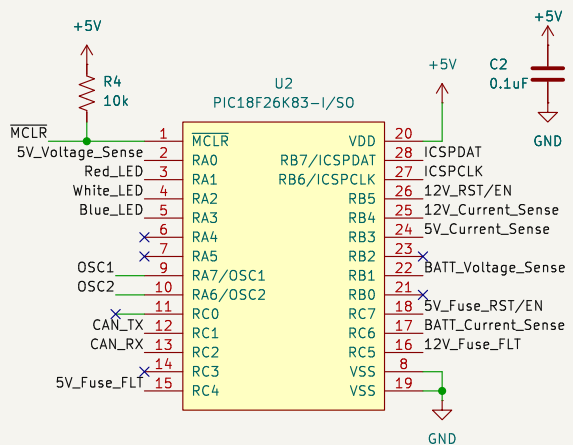 +5V
R4
10k
MCLR
5V_Voltage_Sense
Red_LED
White_LED
Blue_LED
OSC1
OSC2
CAN_TX
CAN_RX
5V_Fuse_FLT
U2
PIC18F26K83-I/SO
1 MCLR
2 RA0
3 RA1
4 RA2
5 RA3
6 RA4
7 RA5
9 RA7/OSC1
10 RA6/OSC2
11 RC0
12 RC1
13 RC2
14 RC3
15 RC4
VDD 20
RB7/ICSPDAT 28 ICSPDAT
RB6/ICSPCLK 27 ICSPCLK
RB5 26 12V_RST/EN
RB4 25 12V_Current_Sense
RB3 24 5V_Current_Sense
RB2 23
RB1 22 BATT_Voltage_Sense
RB0 21
RC7 18 5V_Fuse_RST/EN
RC6 17 BATT_Current_Sense
RC5 16 12V_Fuse_FLT
VSS 8
VSS 19
+5V
GND
+5V
C2
0.1uF
GND